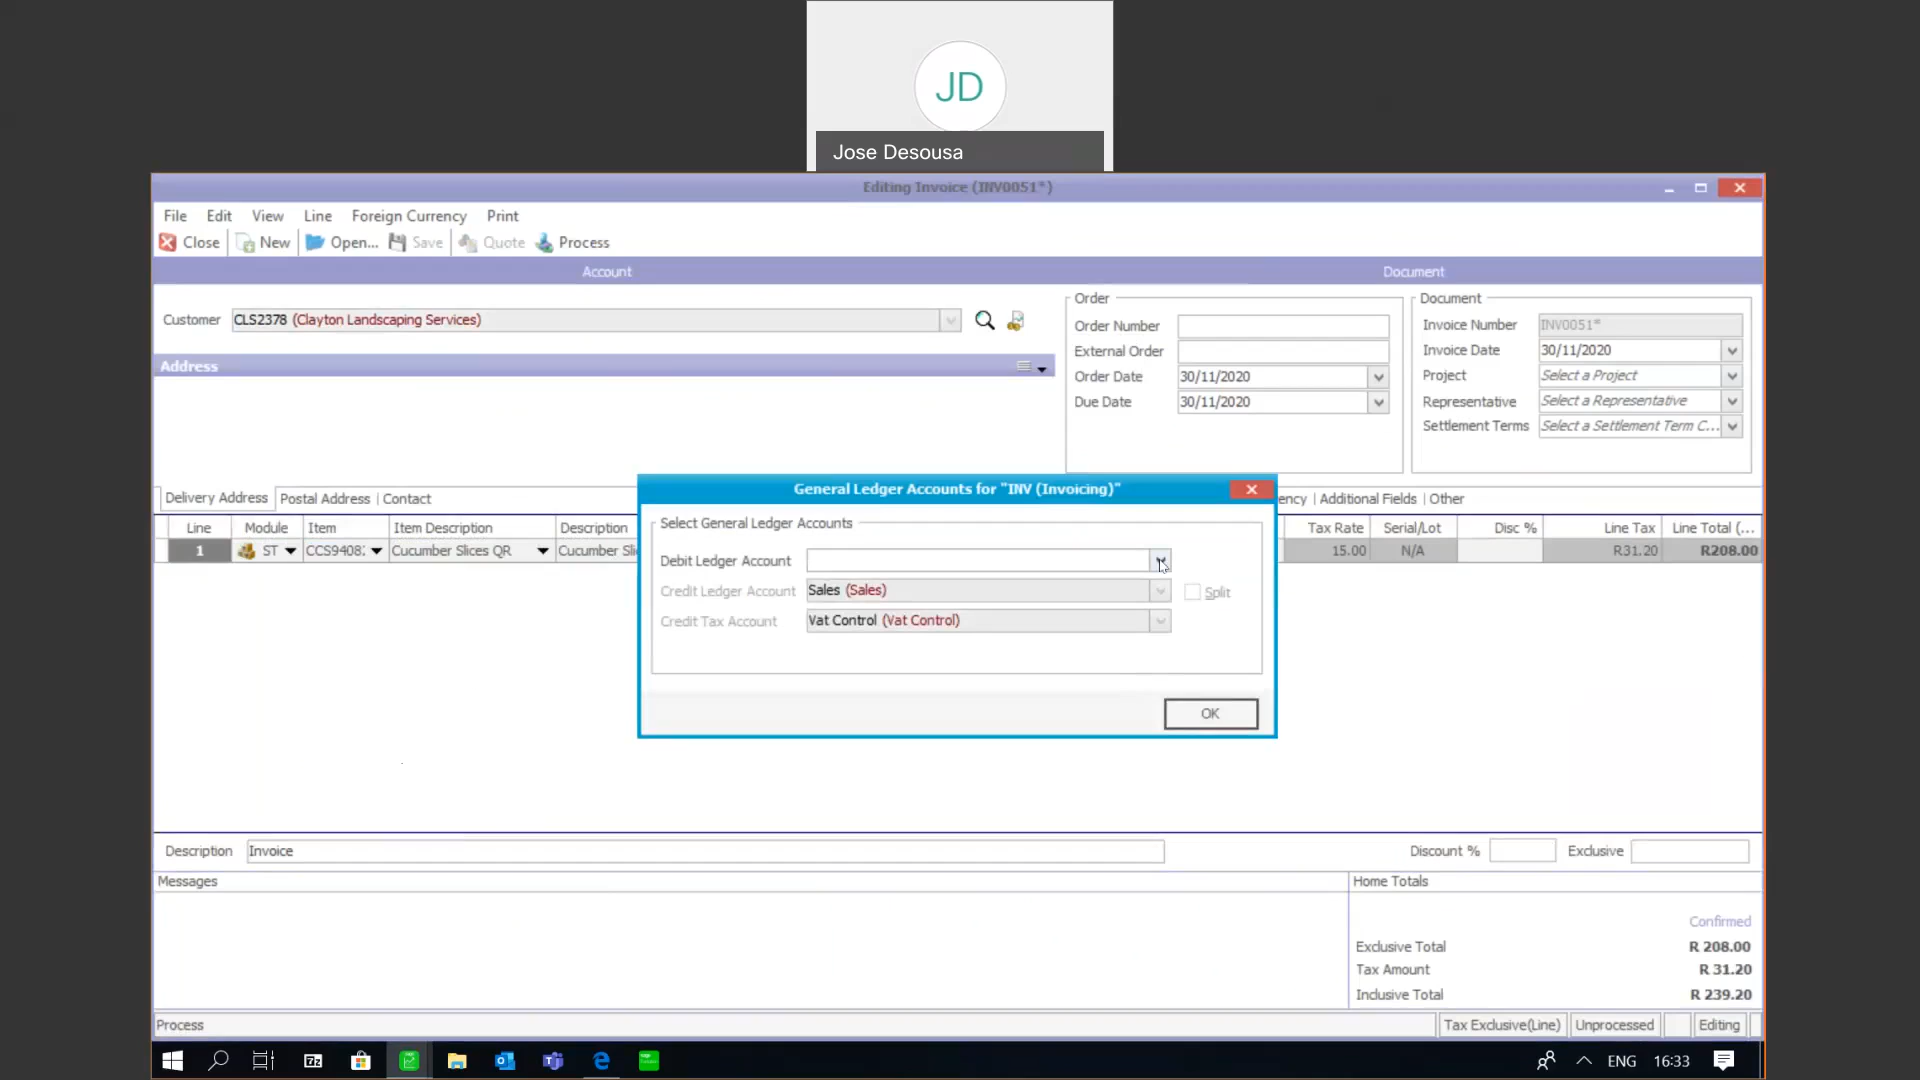 JD
Jose Desousa
Editing Invoice (INV0051*)
File Edit View Line Foreign Currency Print
Close New Open... Save Quote Process
Account Document
Customer CLS2378 (Clayton Landscaping Services)
Address
Order
Order Number
External Order
Order Date 30/11/2020
Due Date 30/11/2020
Document
Invoice Number INV0051*
Invoice Date 30/11/2020
Project Select a Project
Representative Select a Representative
Settlement Terms Select a Settlement Term C...
Delivery Address Postal Address Contact
Additional Fields Other
Line Module Item Item Description Description Tax Rate Serial/Lot Disc % Line Tax Line Total (...
1 ST Cucumber Slices QR Cucumber 15.00 N/A R31.20 R208.00
General Ledger Accounts for "INV (Invoicing)"
Select General Ledger Accounts
Debit Ledger Account
Credit Ledger Account Sales (Sales) Split
Credit Tax Account Vat Control (Vat Control)
OK
Description Invoice Discount % Exclusive
Messages Home Totals
Confirmed
Exclusive Total R 208.00
Tax Amount R 31.20
Inclusive Total R 239.20
Process Tax Exclusive(Line) Unprocessed Editing
ENG 16:33